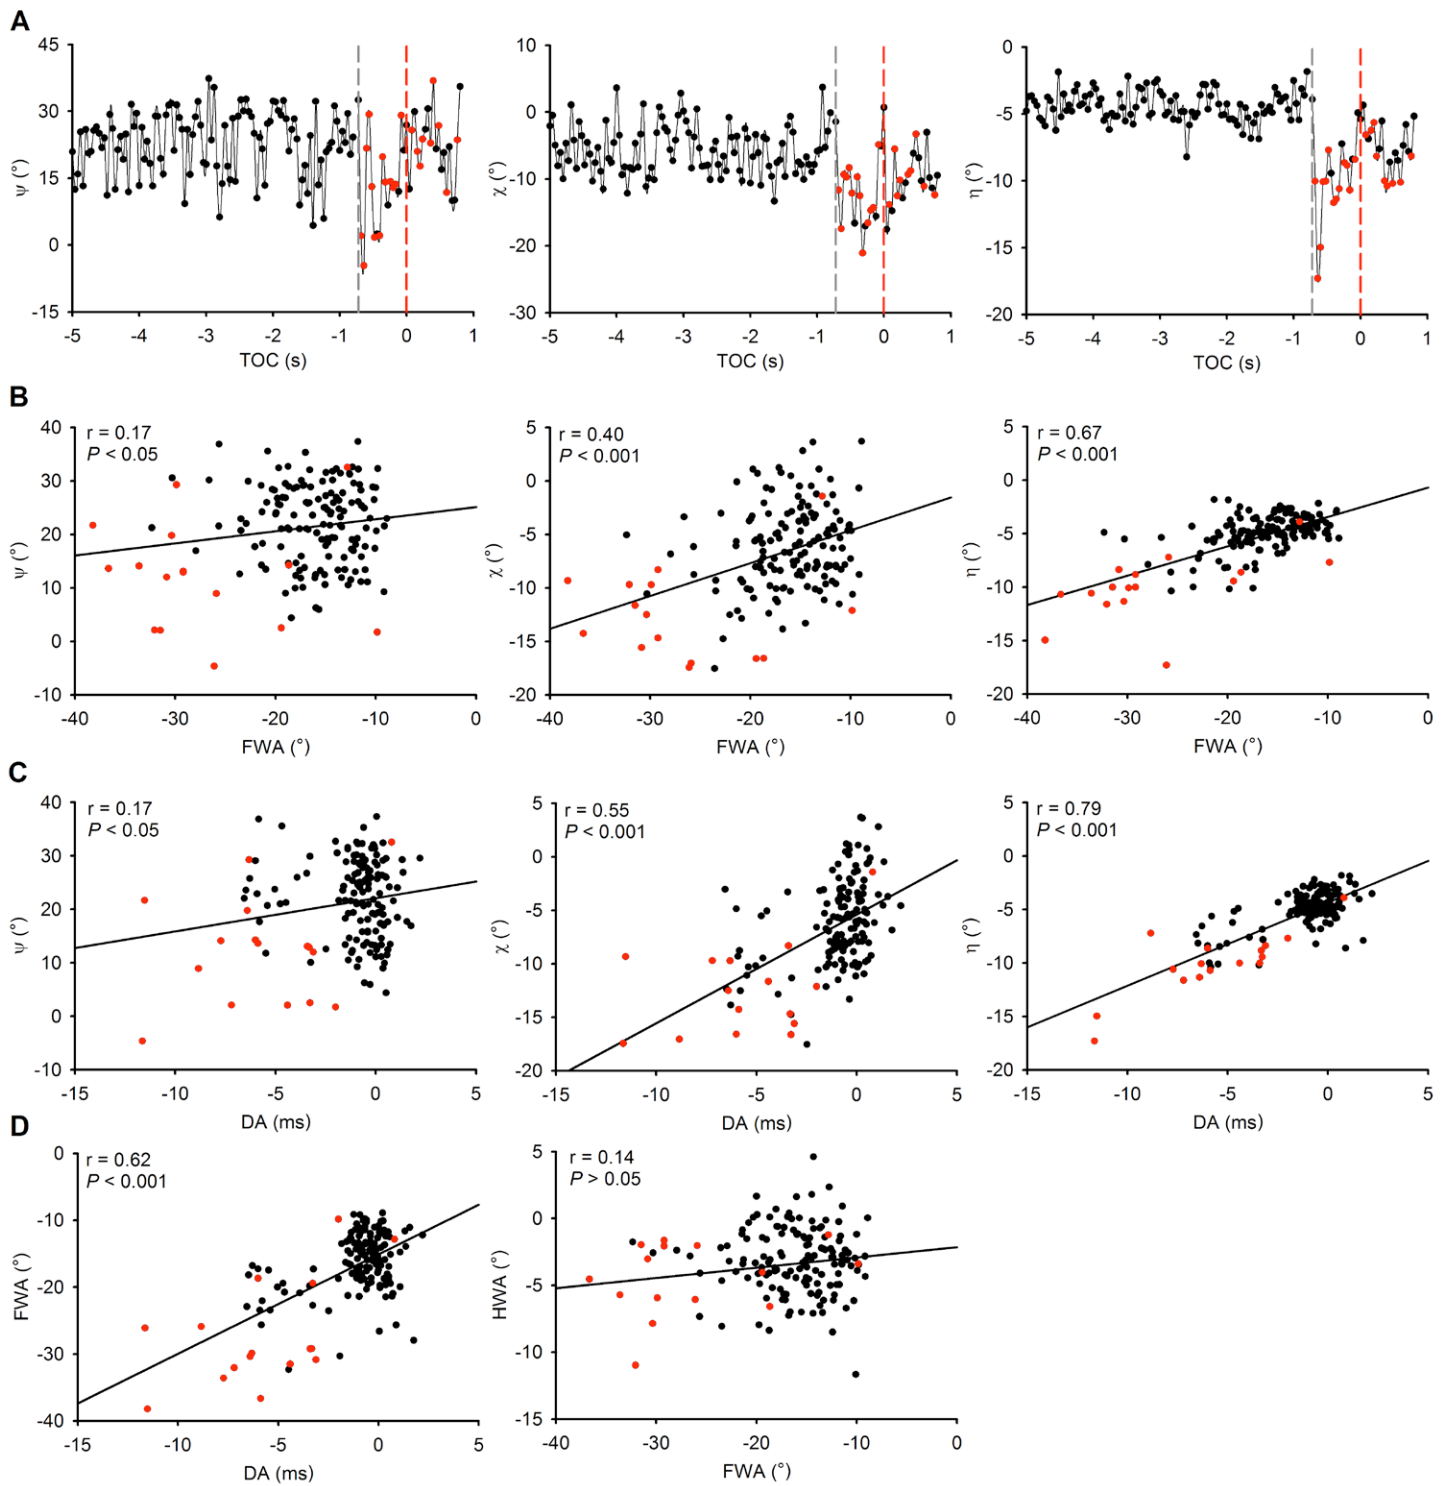 A
45
30
15
0
-15
ψ (°)
-5 -4 -3 -2 -1 0 1
TOC (s)
10
0
-10
-20
-30
χ (°)
-5 -4 -3 -2 -1 0 1
TOC (s)
0
-5
-10
-15
-20
η (°)
-5 -4 -3 -2 -1 0 1
TOC (s)
B
r = 0.17
P < 0.05
40
30
20
10
0
-10
ψ (°)
-40 -30 -20 -10 0
FWA (°)
r = 0.40
P < 0.001
5
0
-5
-10
-15
-20
χ (°)
-40 -30 -20 -10 0
FWA (°)
r = 0.67
P < 0.001
5
0
-5
-10
-15
-20
η (°)
-40 -30 -20 -10 0
FWA (°)
C
r = 0.17
P < 0.05
40
30
20
10
0
-10
ψ (°)
-15 -10 -5 0 5
DA (ms)
r = 0.55
P < 0.001
5
0
-5
-10
-15
-20
χ (°)
-15 -10 -5 0 5
DA (ms)
r = 0.79
P < 0.001
5
0
-5
-10
-15
-20
η (°)
-15 -10 -5 0 5
DA (ms)
D
r = 0.62
P < 0.001
0
-10
-20
-30
-40
FWA (°)
-15 -10 -5 0 5
DA (ms)
r = 0.14
P > 0.05
5
0
-5
-10
-15
HWA (°)
-40 -30 -20 -10 0
FWA (°)